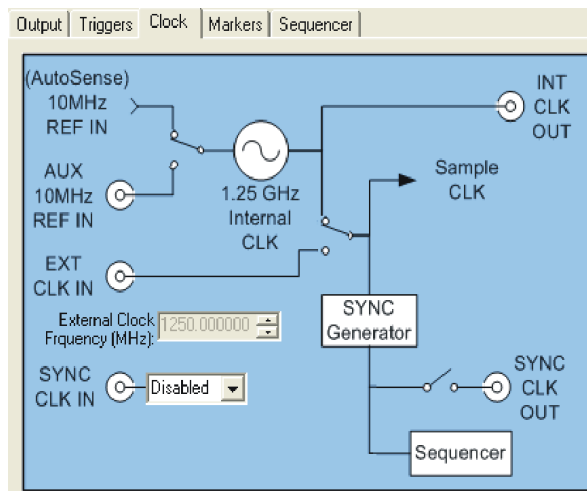 Output Triggers Clock Markers Sequencer
(AutoSense)
10MHz
REF IN
INT
CLK
OUT
AUX
10MHz
REF IN
1.25 GHz
Internal
CLK
Sample
CLK
EXT
CLK IN
External Clock
Frquency (MHz):
1250.000000
SYNC
Generator
SYNC
CLK IN
Disabled
SYNC
CLK
OUT
Sequencer